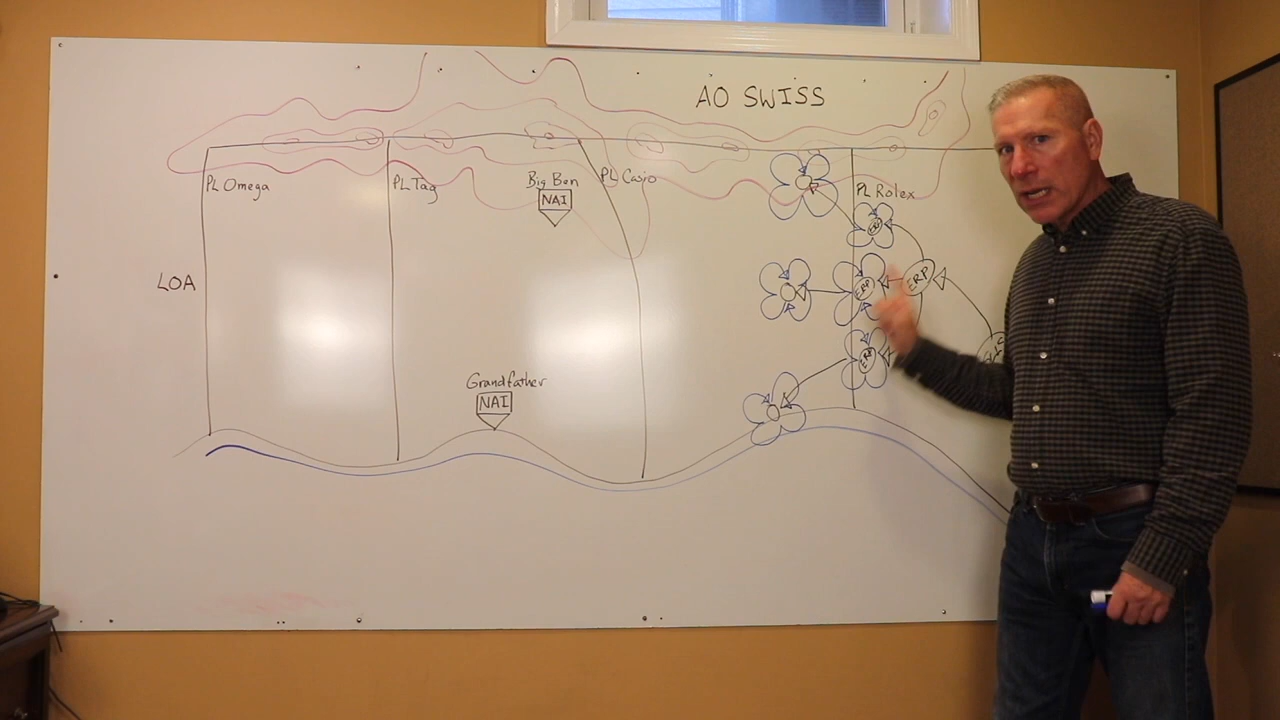 AO SWISS
PL Omega
PL Tag
Big Ben
NAI
PL Casio
PL Rolex
LOA
ERP
ERP
ERP
ERP
Grandfather
NAI